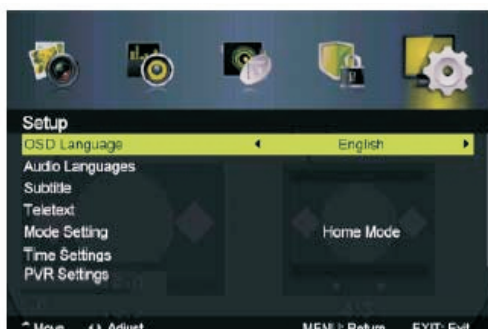 Setup
OSD Language English
Audio Languages
Subtitle
Teletext
Mode Setting Home Mode
Time Settings
PVR Settings
Move Adjust MENU: Return EXIT: Exit